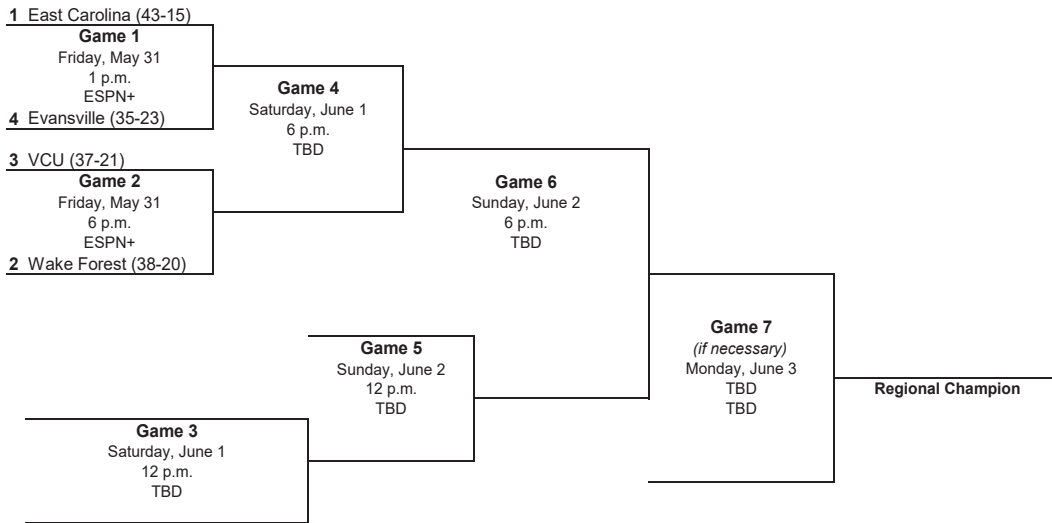 1 East Carolina (43-15)
Game 1
Friday, May 31
1 p.m.
ESPN+
4 Evansville (35-23)
3 VCU (37-21)
Game 2
Friday, May 31
6 p.m.
ESPN+
2 Wake Forest (38-20)
Game 4
Saturday, June 1
6 p.m.
TBD
Game 6
Sunday, June 2
6 p.m.
TBD
Game 5
Sunday, June 2
12 p.m.
TBD
Game 3
Saturday, June 1
12 p.m.
TBD
Game 7
(if necessary)
Monday, June 3
TBD
TBD
Regional Champion